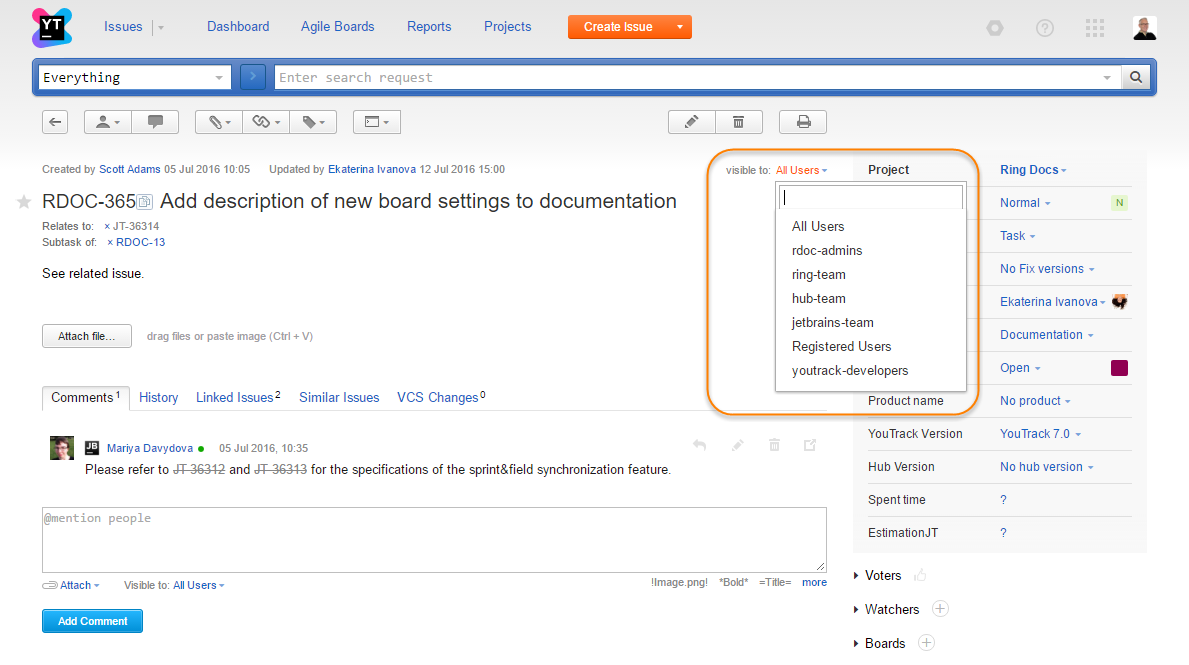 YT
Issues
Dashboard
Agile Boards
Reports
Projects
Create Issue
Everything
Enter search request
Created by Scott Adams 05 Jul 2016 10:05 Updated by Ekaterina Ivanova 12 Jul 2016 15:00
visible to: All Users
RDOC-365 Add description of new board settings to documentation
Relates to: × JT-36314
Subtask of: × RDOC-13
See related issue.
Attach file... drag files or paste image (Ctrl + V)
All Users
rdoc-admins
ring-team
hub-team
jetbrains-team
Registered Users
youtrack-developers
Project Ring Docs
Normal N
Task
No Fix versions
Ekaterina Ivanova
Documentation
Open
Product name No product
YouTrack Version YouTrack 7.0
Hub Version No hub version
Spent time ?
EstimationJT ?
Comments 1 History Linked Issues 2 Similar Issues VCS Changes 0
JB Mariya Davydova 05 Jul 2016, 10:35
Please refer to JT-36312 and JT-36313 for the specifications of the sprint&field synchronization feature.
@mention people
Attach Visible to: All Users !Image.png! *Bold* =Title= more
Add Comment
Voters
Watchers
Boards